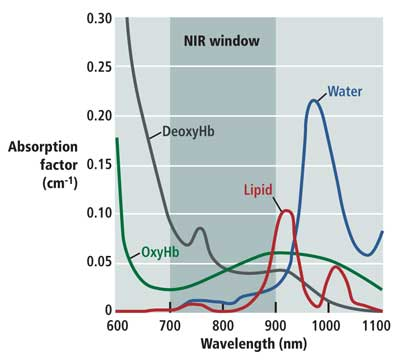 0.30
NIR window
0.25
Water
0.20
DeoxyHb
Absorption
factor
(cm-1)
0.15
Lipid
0.10
OxyHb
0.05
0
600 700 800 900 1000 1100
Wavelength (nm)